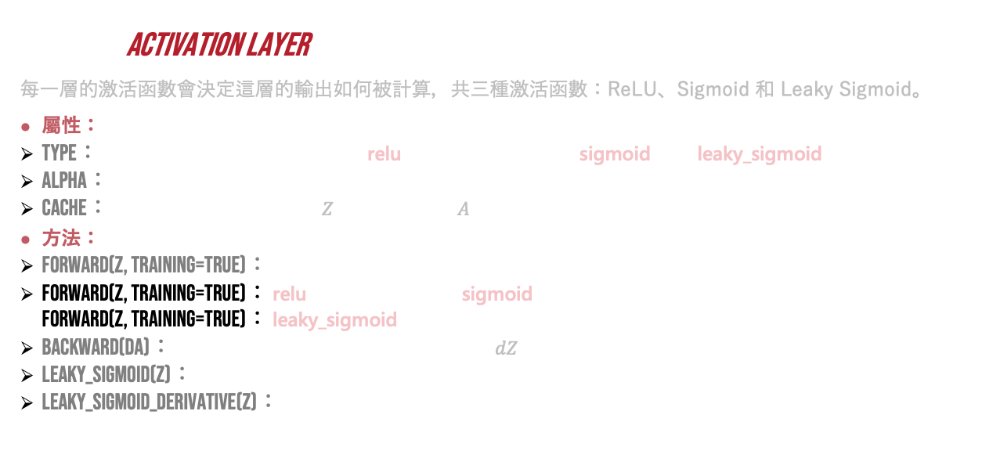 ACTIVATION LAYER
每一層的激活函數會決定這層的輸出如何被計算，共三種激活函數：ReLU、Sigmoid 和 Leaky Sigmoid。
● 屬性：
➢ TYPE： relu sigmoid leaky_sigmoid
➢ ALPHA：
➢ CACHE： Z A
● 方法：
➢ FORWARD(Z, TRAINING=TRUE)：
➢ FORWARD(Z, TRAINING=TRUE)： relu sigmoid
FORWARD(Z, TRAINING=TRUE)： leaky_sigmoid
➢ BACKWARD(DA)： dZ
➢ LEAKY_SIGMOID(Z)：
➢ LEAKY_SIGMOID_DERIVATIVE(Z)：